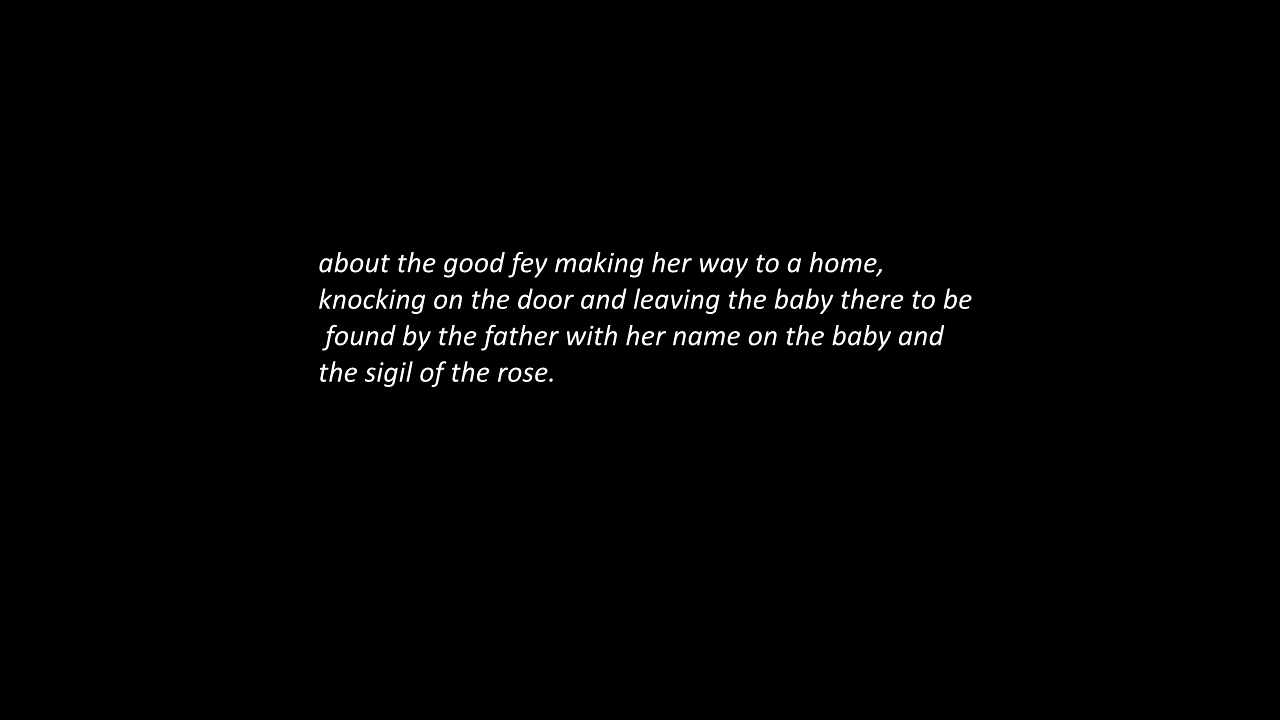 about the good fey making her way to a home,
knocking on the door and leaving the baby there to be
found by the father with her name on the baby and
the sigil of the rose.